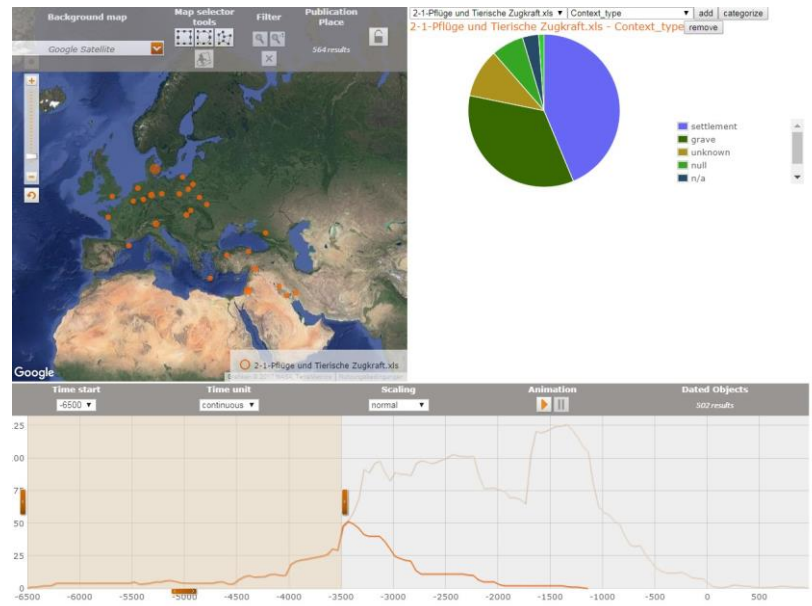 Background map
Map selector tools
Filter
Publication Place
Google Satellite
564 results
2-1-Pflüge und Tierische Zugkraft.xls
Context_type
add
categorize
2-1-Pflüge und Tierische Zugkraft.xls - Context_type
remove
settlement
grave
unknown
null
n/a
2-1-Pflüge und Tierische Zugkraft.xls
Google
Time start
Time unit
Scaling
Animation
Dated Objects
-6500
continuous
normal
502 results
25
00
75
50
25
0
-6500
-6000
-5500
-5000
-4500
-4000
-3500
-3000
-2500
-2000
-1500
-1000
-500
0
500